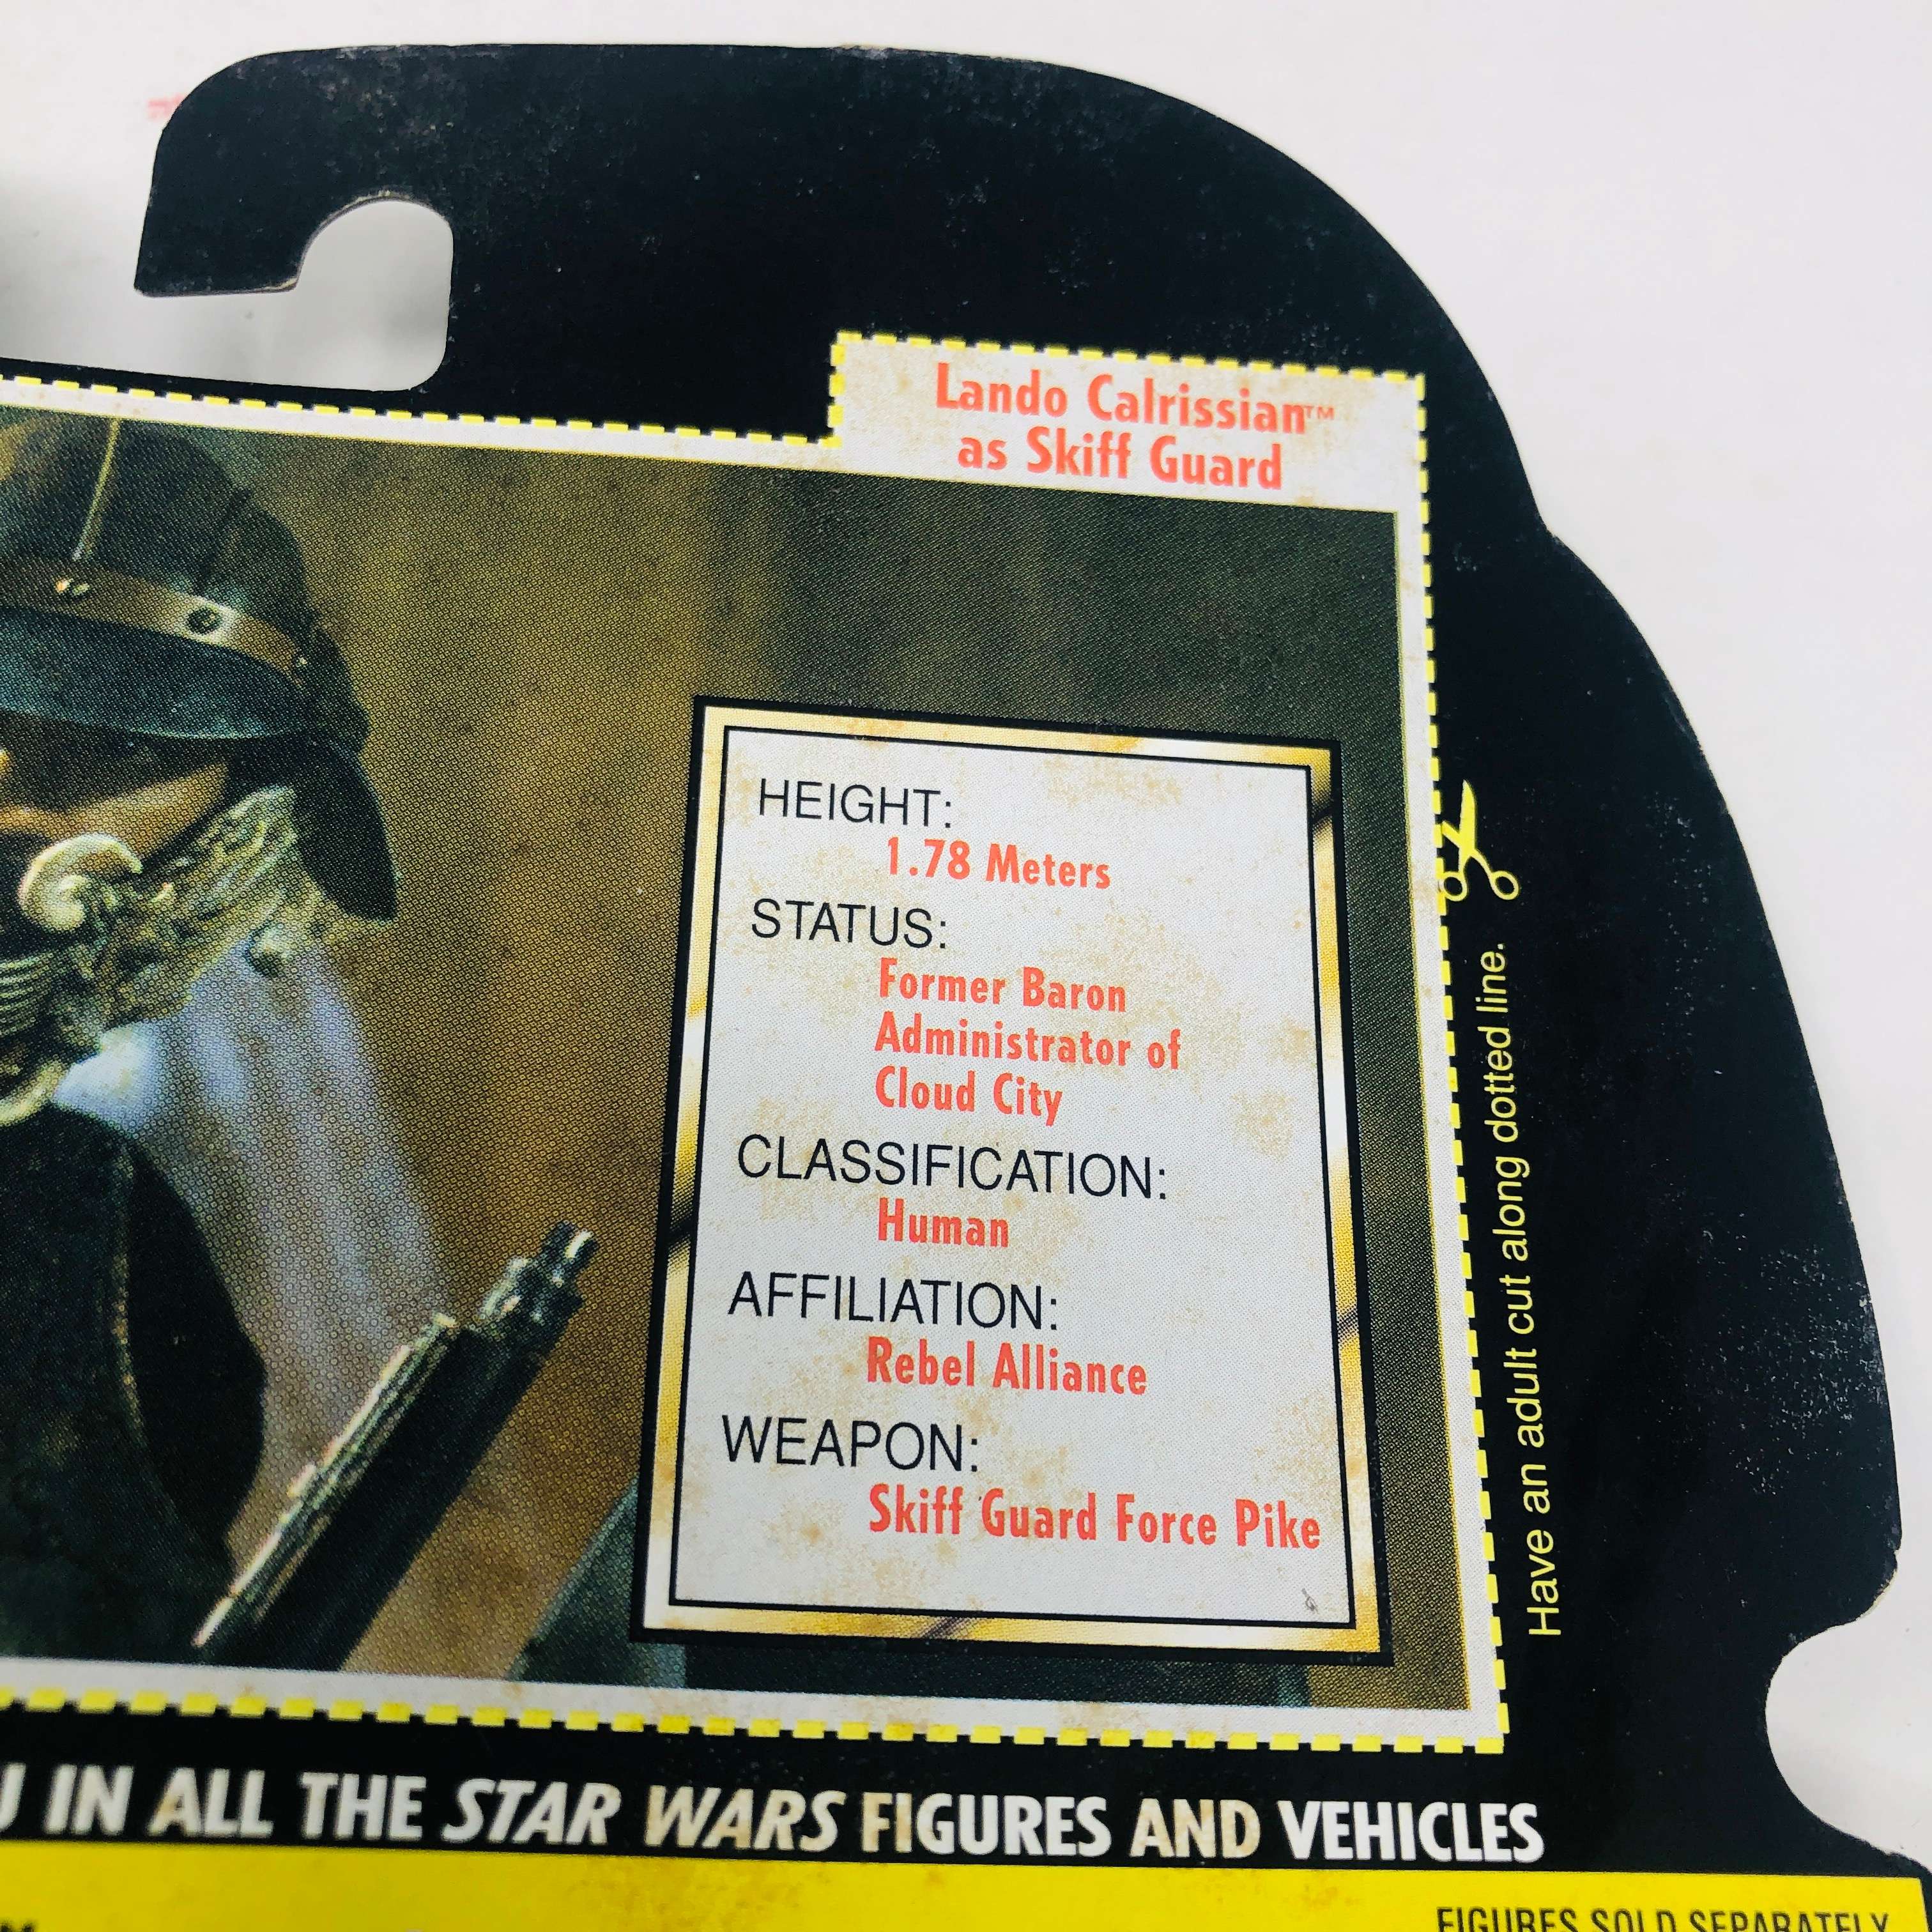 Lando Calrissian™
as Skiff Guard
HEIGHT:
1.78 Meters
STATUS:
Former Baron
Administrator of
Cloud City
CLASSIFICATION:
Human
AFFILIATION:
Rebel Alliance
WEAPON:
Skiff Guard Force Pike
Have an adult cut along dotted line.
IN ALL THE STAR WARS FIGURES AND VEHICLES
FIGURES SOLD SEPARATELY